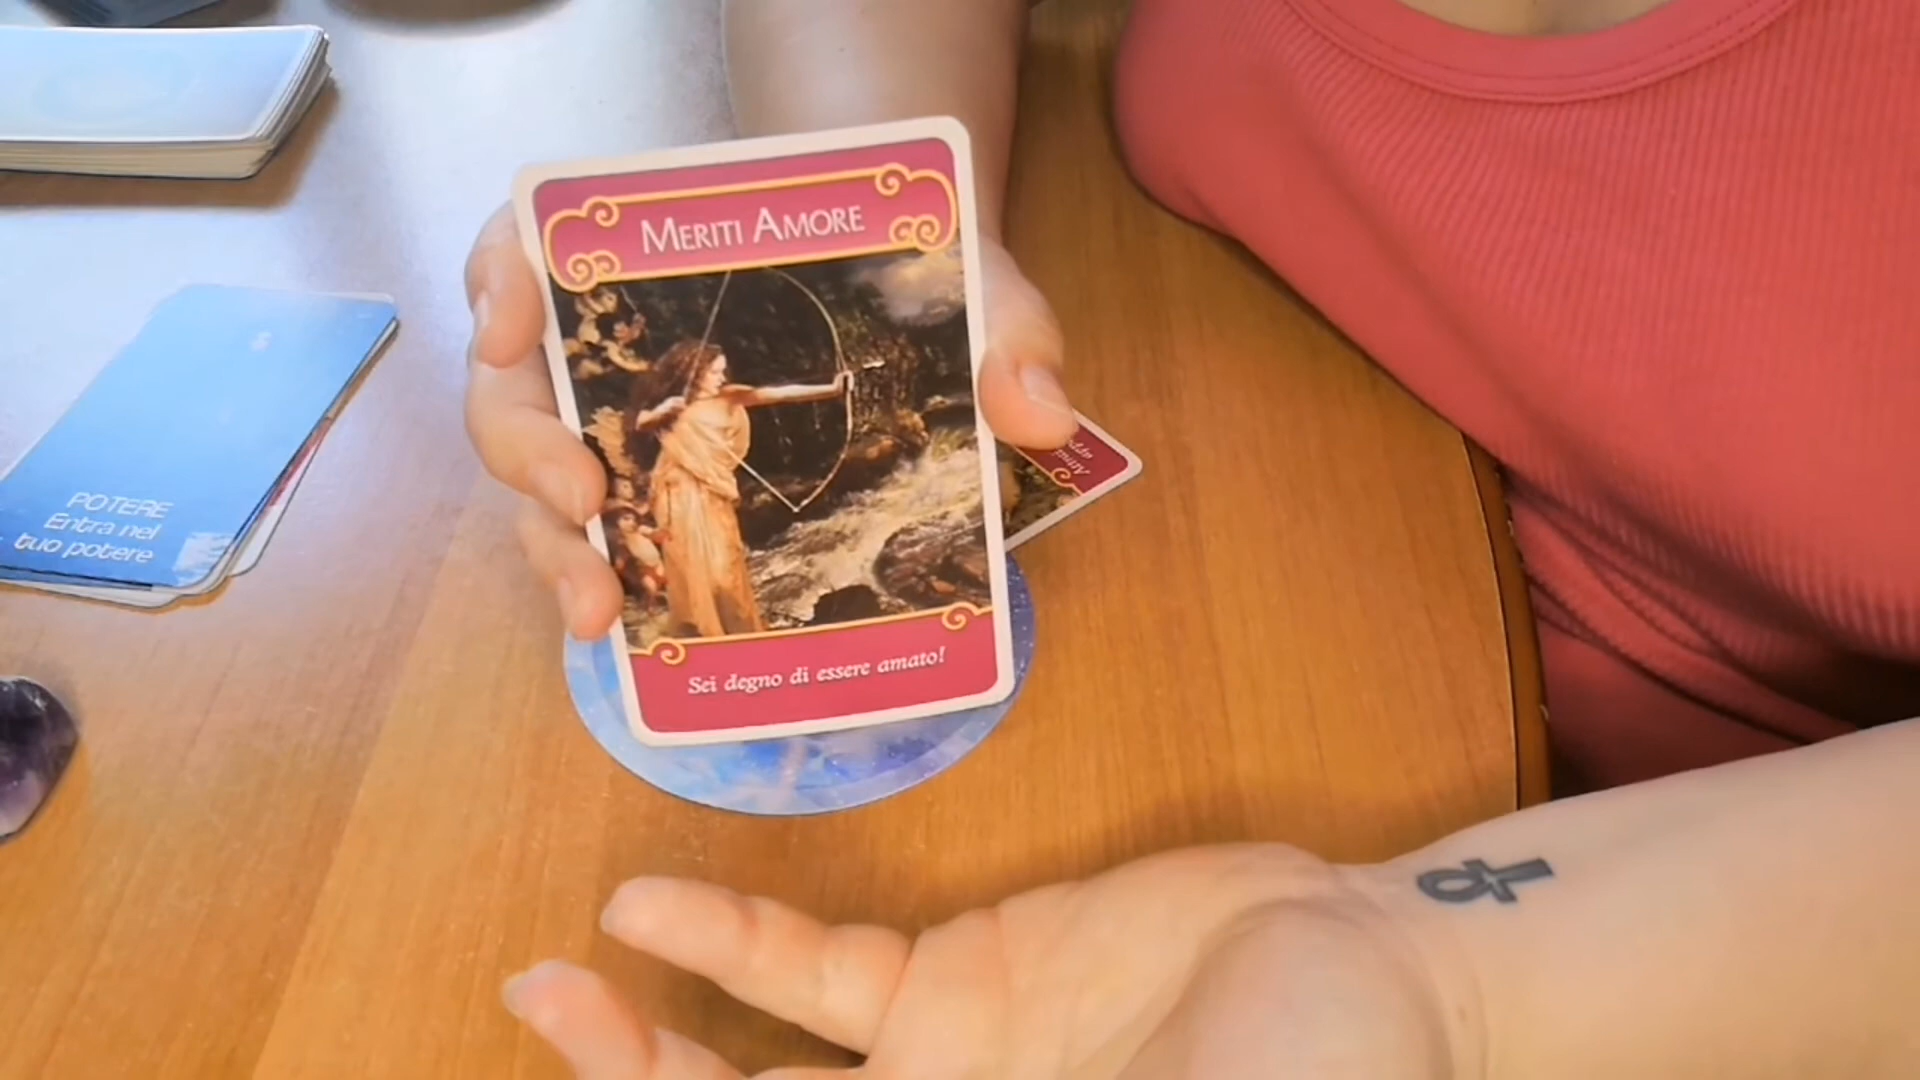 MERITI AMORE
Sei degno di essere amato!
POTERE
Entra nel
tuo potere